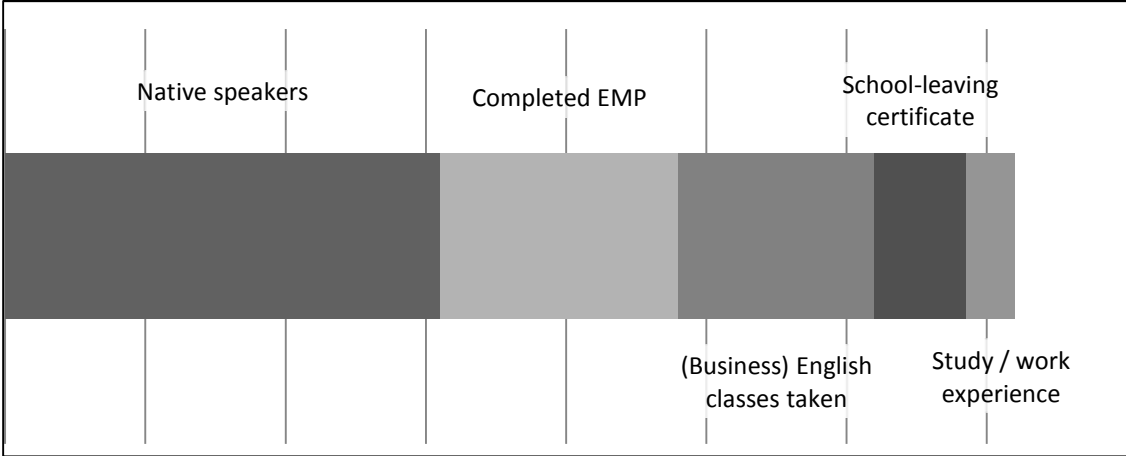 Native speakers
Completed EMP
School-leaving
certificate
(Business) English
classes taken
Study / work
experience